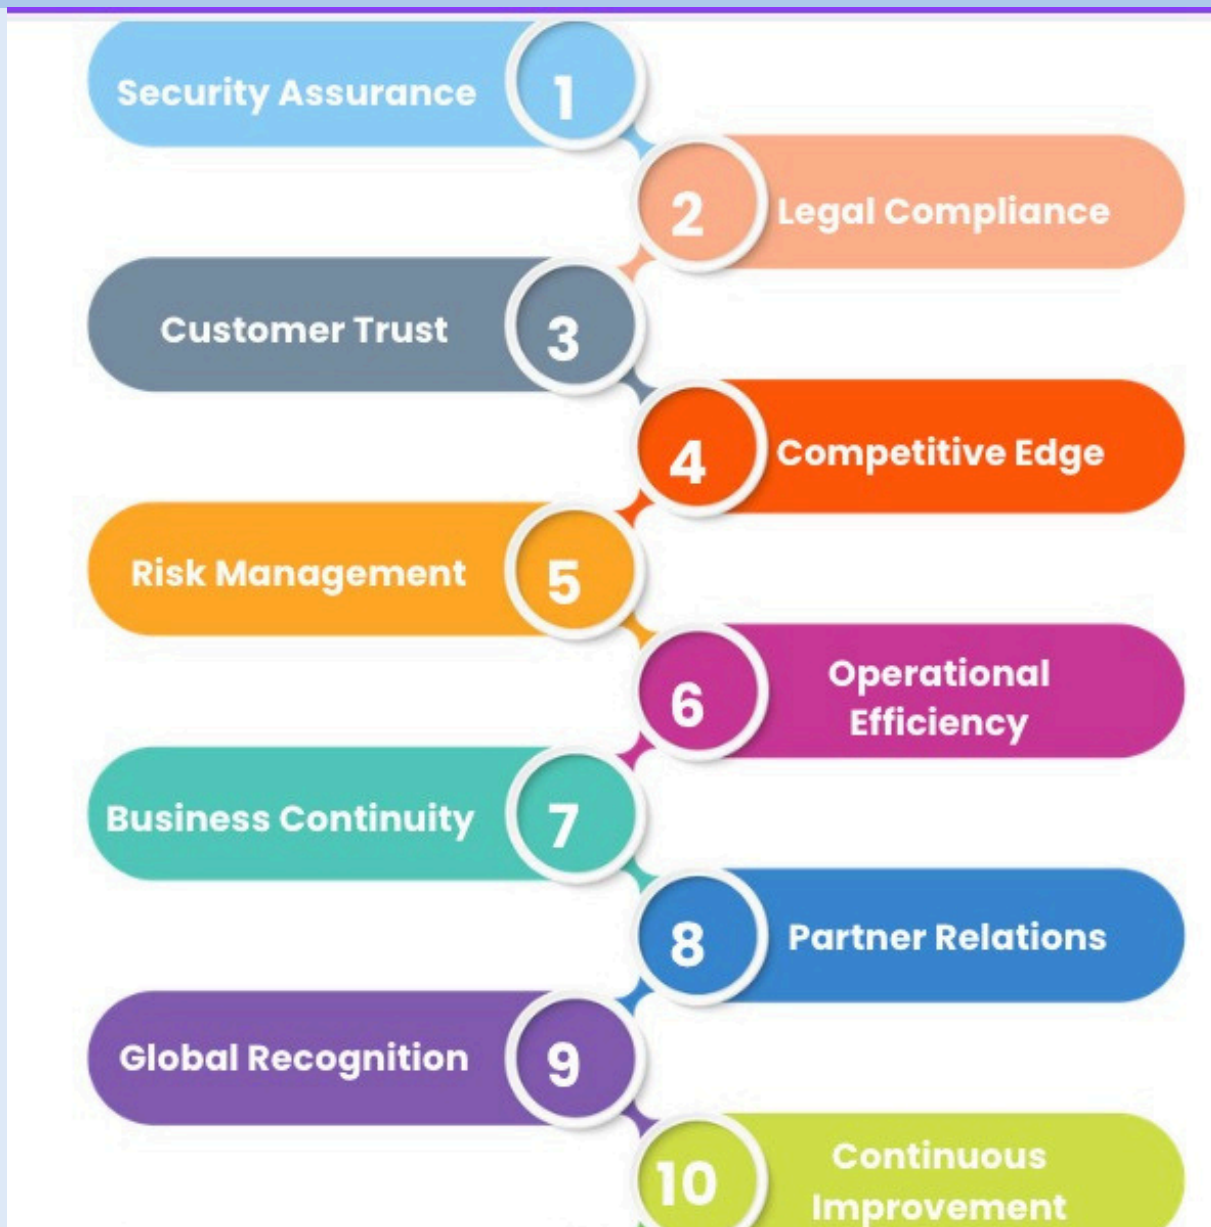 Security Assurance 1
2 Legal Compliance
Customer Trust 3
4 Competitive Edge
Risk Management 5
6 Operational
Efficiency
Business Continuity 7
8 Partner Relations
Global Recognition 9
10 Continuous
Improvement